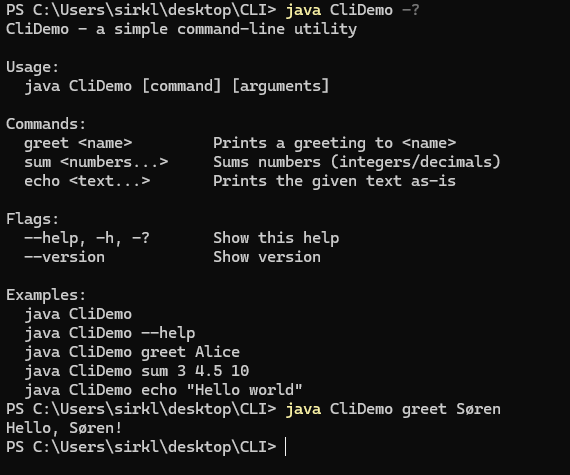 PS C:\Users\sirkl\desktop\CLI> java CliDemo -?
CliDemo - a simple command-line utility

Usage:
  java CliDemo [command] [arguments]

Commands:
  greet <name>         Prints a greeting to <name>
  sum <numbers...>     Sums numbers (integers/decimals)
  echo <text...>       Prints the given text as-is

Flags:
  --help, -h, -?       Show this help
  --version            Show version

Examples:
  java CliDemo
  java CliDemo --help
  java CliDemo greet Alice
  java CliDemo sum 3 4.5 10
  java CliDemo echo "Hello world"
PS C:\Users\sirkl\desktop\CLI> java CliDemo greet Søren
Hello, Søren!
PS C:\Users\sirkl\desktop\CLI>